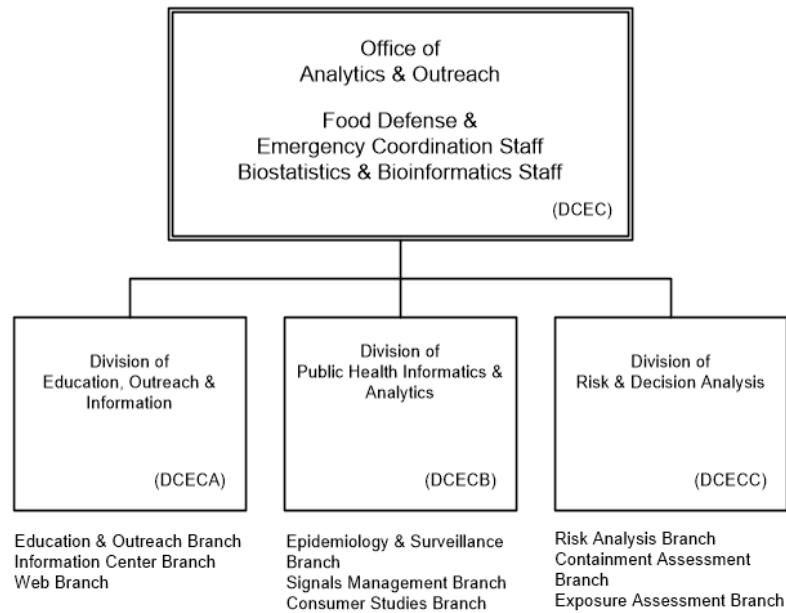 Office of
Analytics & Outreach
Food Defense &
Emergency Coordination Staff
Biostatistics & Bioinformatics Staff
(DCEC)
Division of
Education, Outreach &
Information
(DCECA)
Division of
Public Health Informatics &
Analytics
(DCECB)
Division of
Risk & Decision Analysis
(DCECC)
Education & Outreach Branch
Information Center Branch
Web Branch
Epidemiology & Surveillance
Branch
Signals Management Branch
Consumer Studies Branch
Risk Analysis Branch
Containment Assessment
Branch
Exposure Assessment Branch